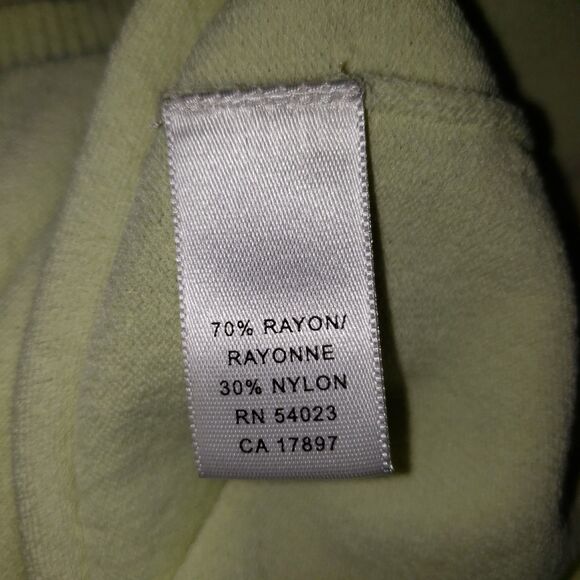 70% RAYON/
RAYONNE
30% NYLON
RN 54023
CA 17897